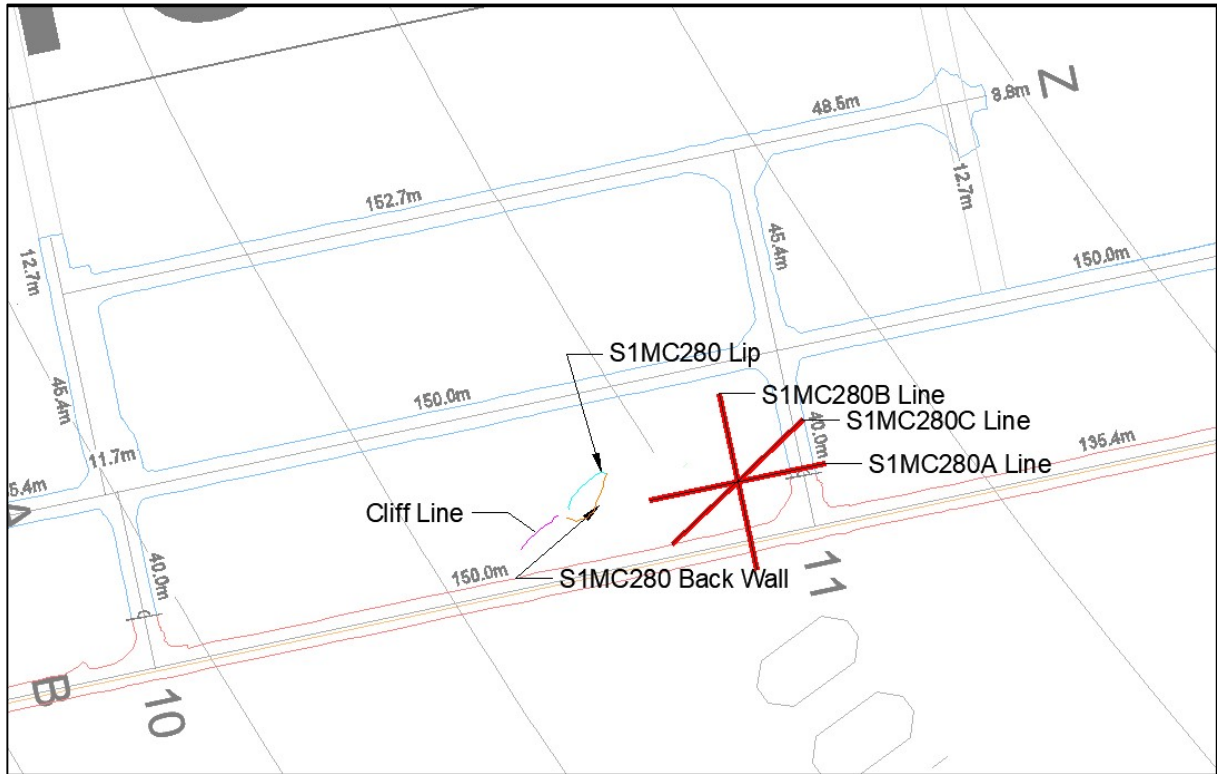 Z
48.5m
8.8m
152.7m
12.7m
45.4m
12.7m
150.0m
S1MC280 Lip
S1MC280B Line
150.0m
45.4m
S1MC280C Line
40.0m
135.4m
11.7m
S1MC280A Line
5.4m
A
Cliff Line
40.0m
150.0m
S1MC280 Back Wall
11
B
10